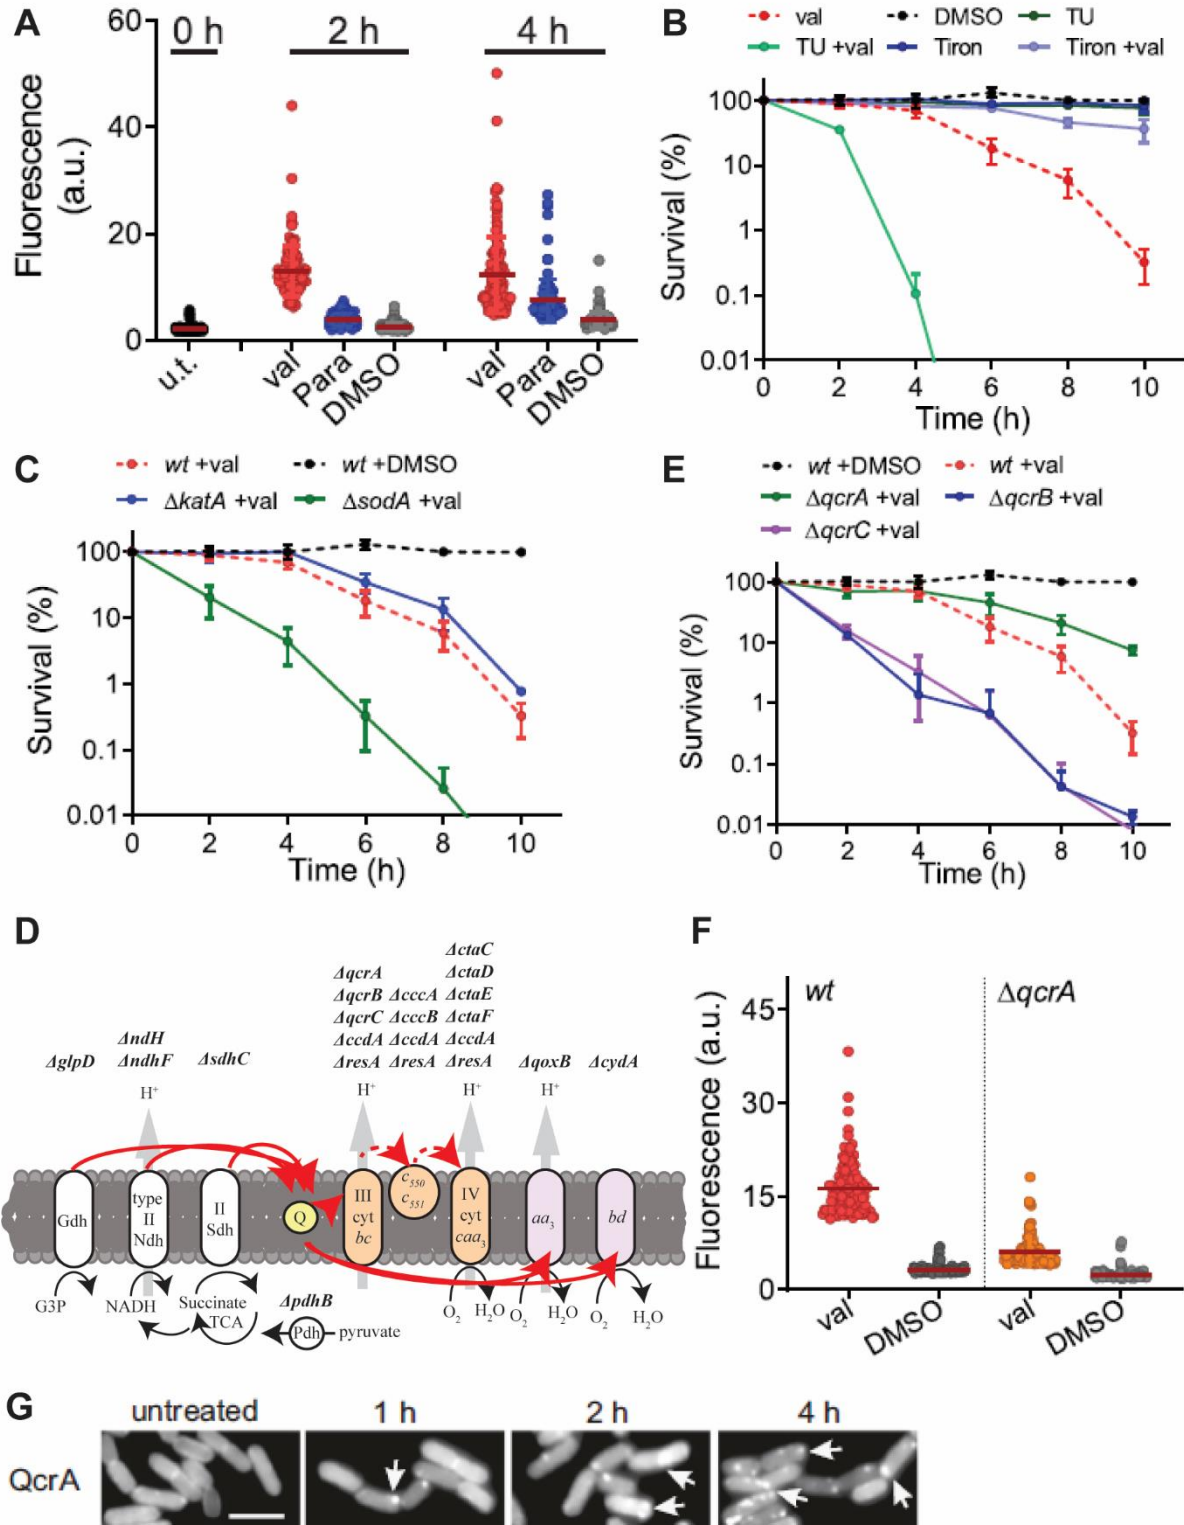 A
0 h
2 h
4 h
Fluorescence
(a.u.)
60
40
20
0
u.t.
val
Para
DMSO
val
Para
DMSO
B
val
DMSO
TU
TU +val
Tiron
Tiron +val
Survival (%)
100
10
1
0.1
0.01
0 2 4 6 8 10
Time (h)
C
wt +val
wt +DMSO
ΔkatA +val
ΔsodA +val
Survival (%)
100
10
1
0.1
0.01
0 2 4 6 8 10
Time (h)
E
wt +DMSO
wt +val
ΔqcrA +val
ΔqcrB +val
ΔqcrC +val
Survival (%)
100
10
1
0.1
0.01
0 2 4 6 8 10
Time (h)
D
ΔglpD
ΔndH
ΔndhF
ΔsdhC
ΔqcrA
ΔqcrB
ΔqcrC
ΔccdA
ΔresA
ΔcccA
ΔcccB
ΔccdA
ΔresA
ΔctaC
ΔctaD
ΔctaE
ΔctaF
ΔccdA
ΔresA
ΔqoxB
ΔcydA
H⁺
H⁺
H⁺
H⁺
Gdh
type
II
Ndh
II
Sdh
Q
III
cyt
bc
c₅₅₀
c₅₅₁
IV
cyt
caa₃
aa₃
bd
G3P
NADH
Succinate
TCA
ΔpdhB
Pdh
pyruvate
O₂
H₂O
O₂
H₂O
O₂
H₂O
F
wt
ΔqcrA
Fluorescence (a.u.)
45
30
15
0
val
DMSO
val
DMSO
G
untreated
1 h
2 h
4 h
QcrA